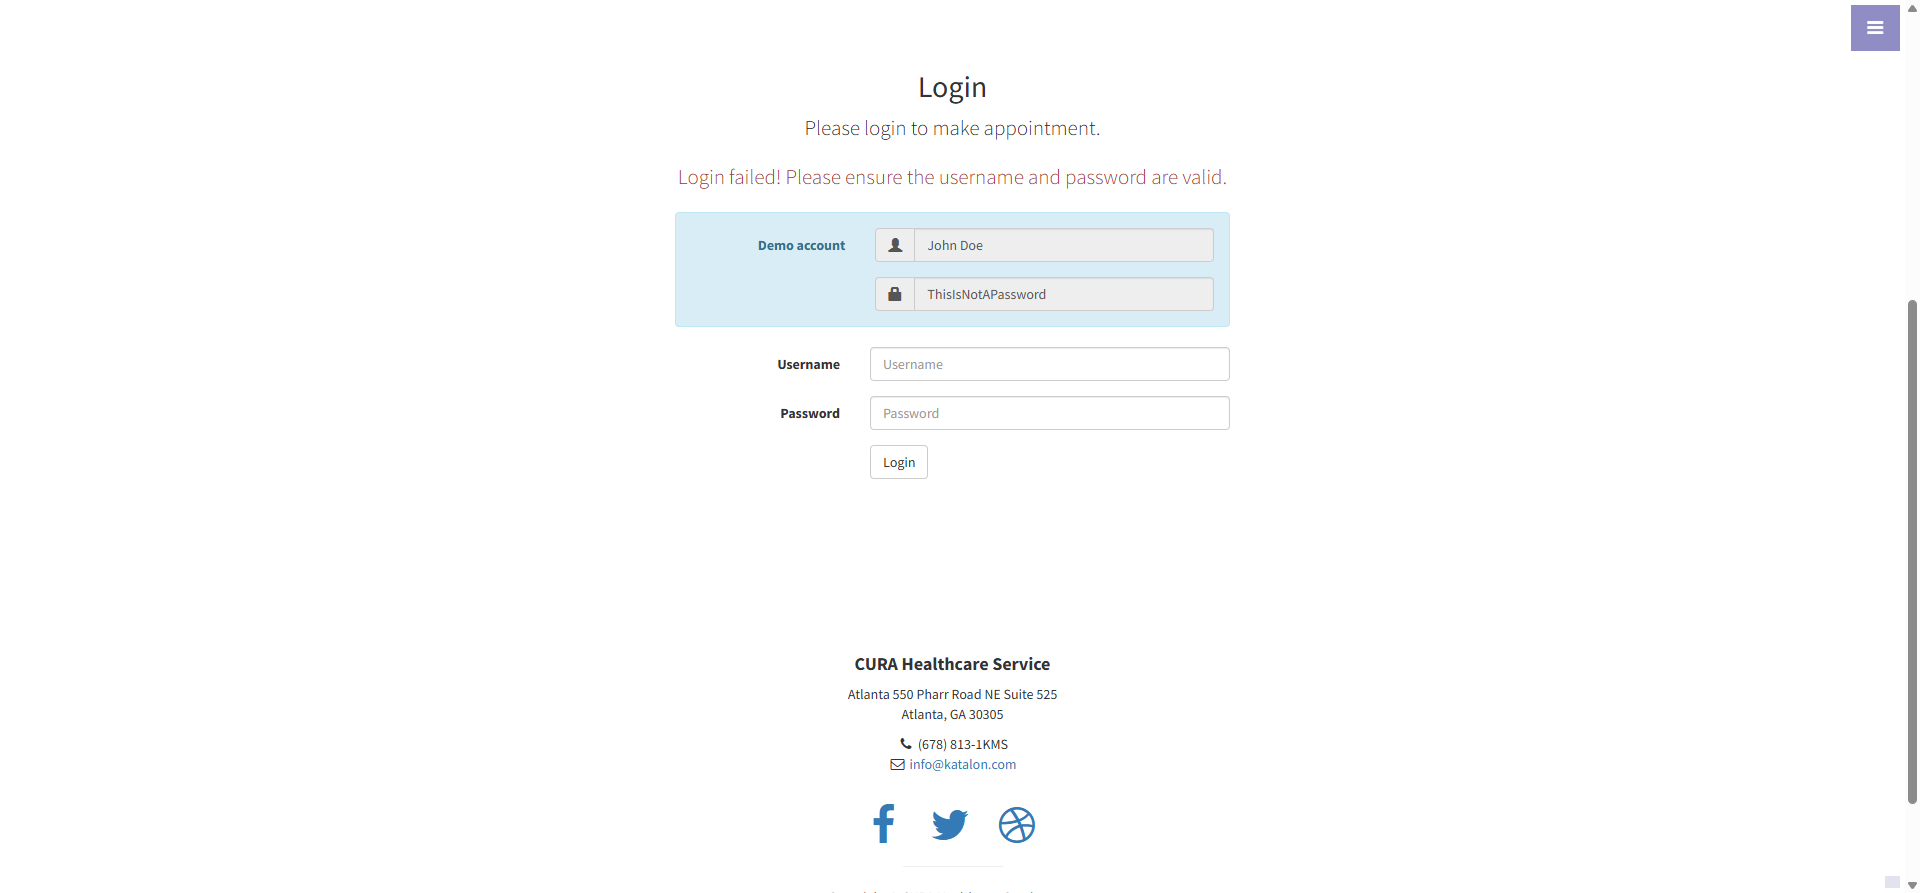 Login
Please login to make appointment.
Login failed! Please ensure the username and password are valid.
Demo account
John Doe
ThisIsNotAPassword
Username
Username
Password
Password
Login
CURA Healthcare Service
Atlanta 550 Pharr Road NE Suite 525
Atlanta, GA 30305
(678) 813-1KMS
info@katalon.com